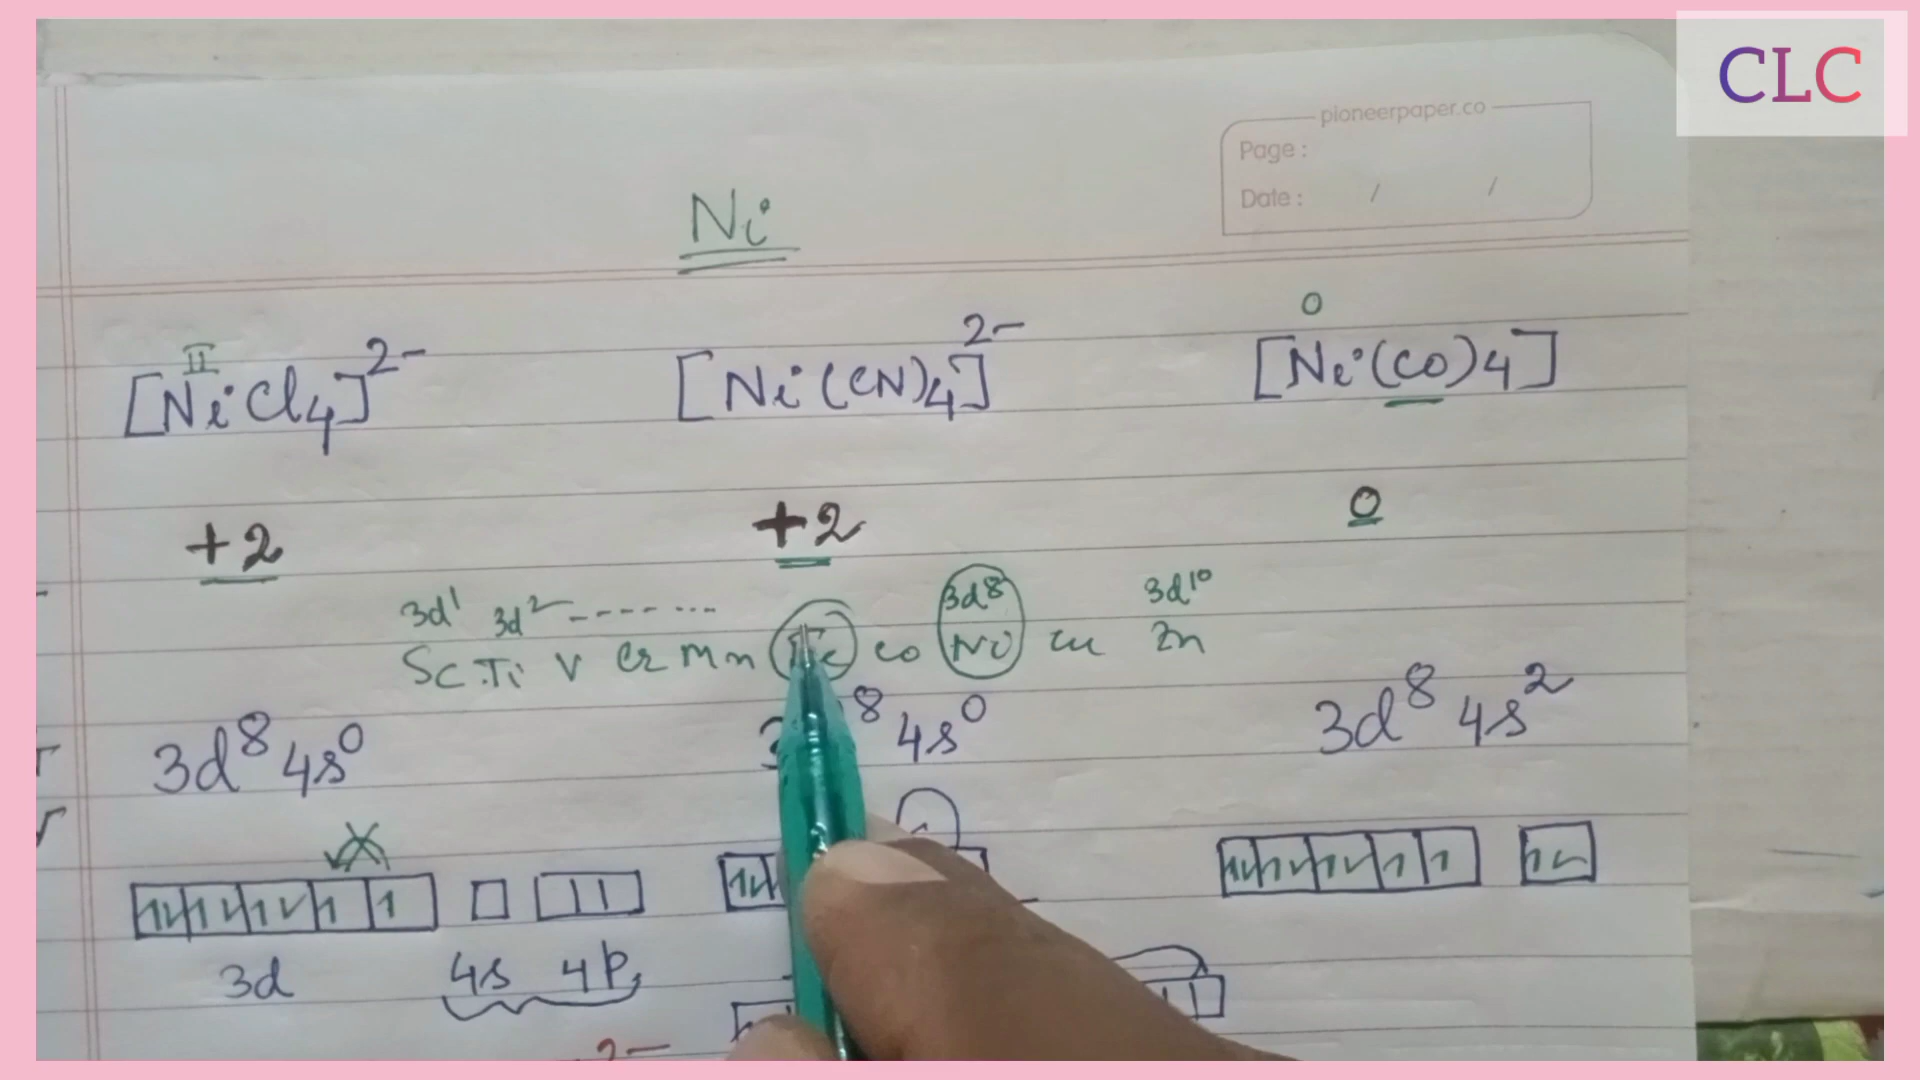 CLC
pioneerpaper.co
Page :
Date : / /
Ni
II 0
[NiCl4]2- [Ni(CN)4]2- [Ni(CO)4]
+2 +2 0
3d1 3d2 ------- 3d8 3d10
Sc Ti V Cr Mn Fe Co Ni Cu Zn
3d8 4s0 8 4s0 3d8 4s2
3d 4s 4p
2-